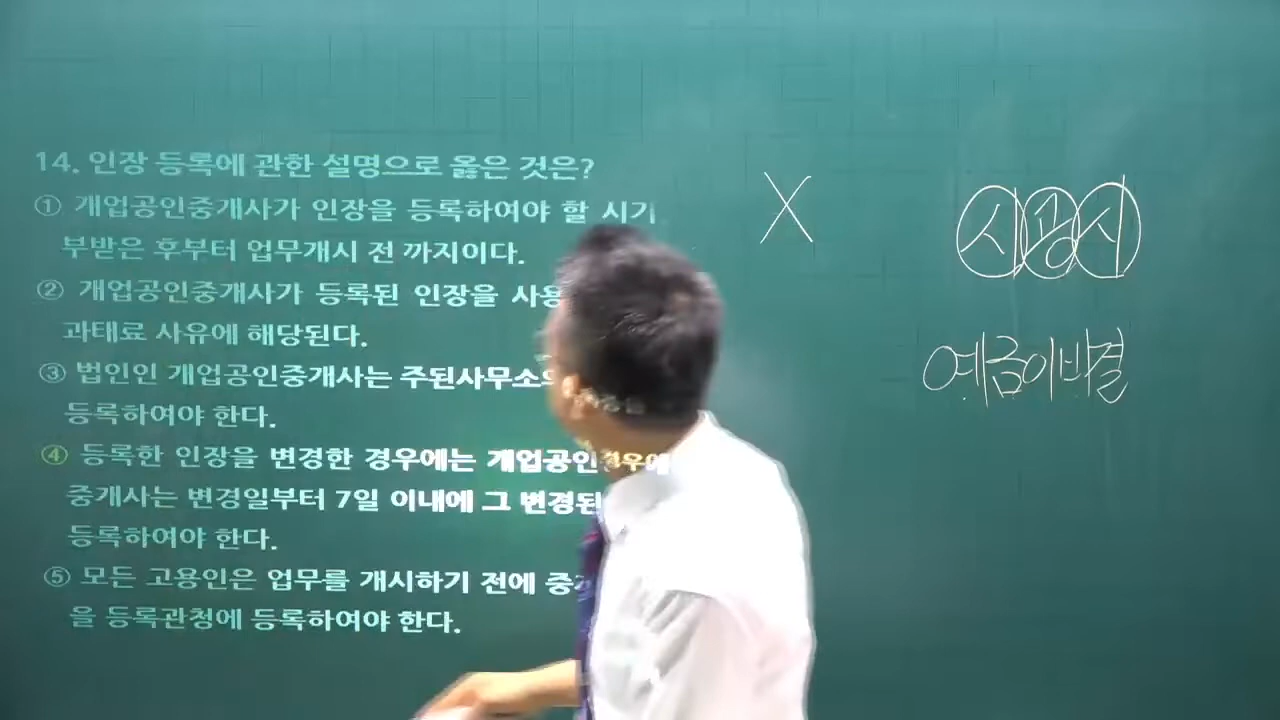 14. 인장 등록에 관한 설명으로 옳은 것은?
① 개업공인중개사가 인장을 등록하여야 할 시기
부받은 후부터 업무개시 전 까지이다.
② 개업공인중개사가 등록된 인장을 사용
과태료 사유에 해당된다.
③ 법인인 개업공인중개사는 주된사무소의
등록하여야 한다.
④ 등록한 인장을 변경한 경우에는 개업공인
중개사는 변경일부터 7일 이내에 그 변경된
등록하여야 한다.
⑤ 모든 고용인은 업무를 개시하기 전에 중
을 등록관청에 등록하여야 한다.
X
시공시